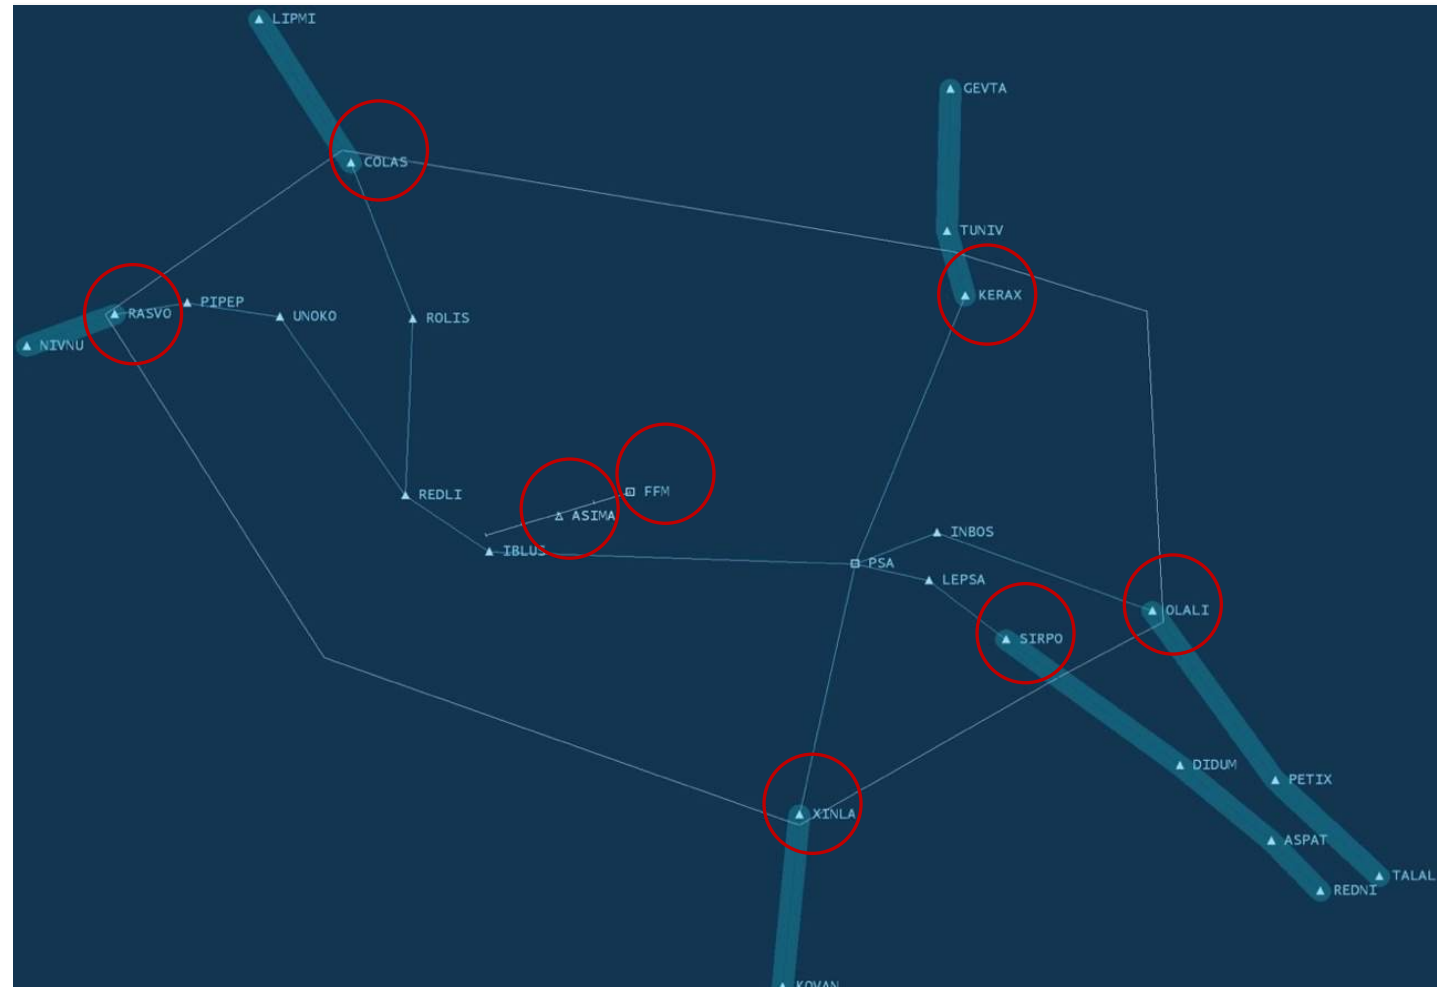 LIPMI
GEVTA
COLAS
TUNIV
KERAX
PIPEP
RASVO
UNOKO
ROLIS
NIVNU
REDLI
FFM
ASIMA
INBOS
IBLUS
PSA
LEPSA
OLALI
SIRPO
DIDUM
PETIX
XINLA
ASPAT
TALAL
REDNI
KOVAN